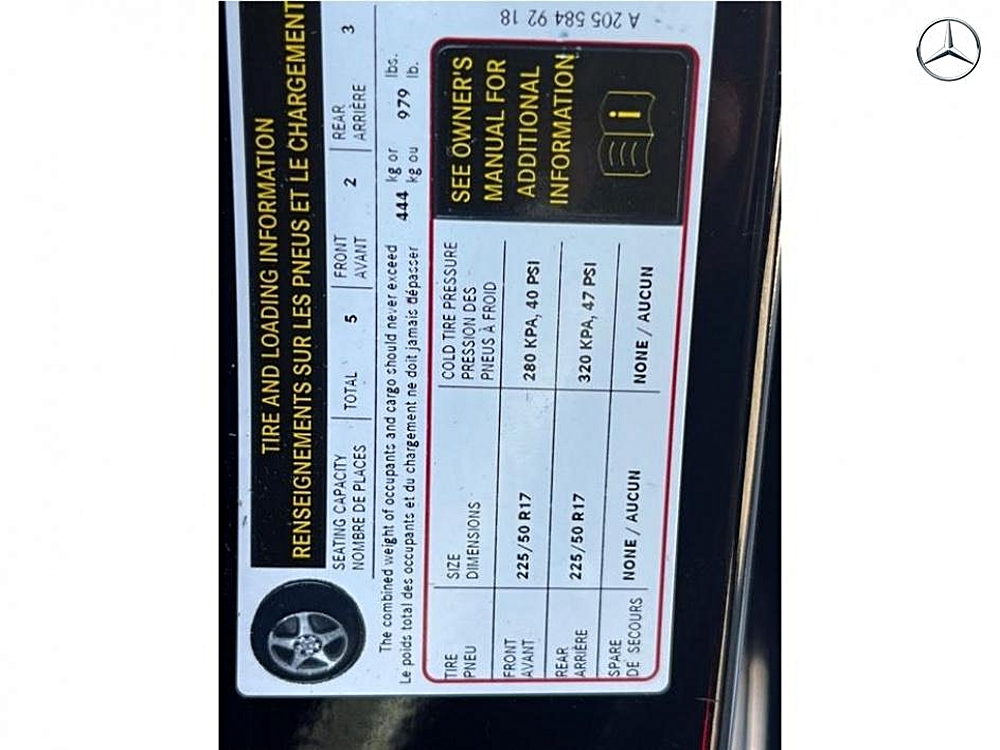 TIRE AND LOADING INFORMATION
RENSEIGNEMENTS SUR LES PNEUS ET LE CHARGEMENT
SEATING CAPACITY TOTAL 5 FRONT 2 REAR 3
NOMBRE DE PLACES AVANT ARRIÈRE
The combined weight of occupants and cargo should never exceed 444 kg or 979 lbs.
Le poids total des occupants et du chargement ne doit jamais dépasser kg ou lb.
TIRE SIZE COLD TIRE PRESSURE
PNEU DIMENSIONS PRESSION DES
PNEUS À FROID
FRONT 225/50 R17 280 KPA, 40 PSI
AVANT
REAR 225/50 R17 320 KPA, 47 PSI
ARRIÈRE
SPARE NONE / AUCUN NONE / AUCUN
DE SECOURS
SEE OWNER'S
MANUAL FOR
ADDITIONAL
INFORMATION
i
A 205 584 92 18